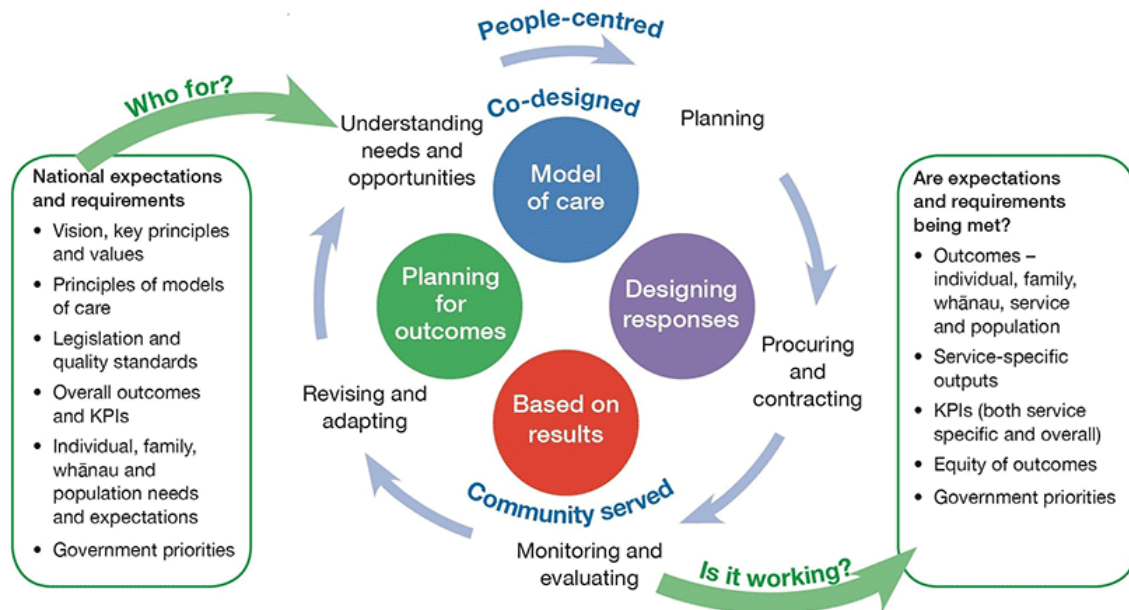 People-centred
Who for?
Co-designed
Understanding
needs and
opportunities
Planning
National expectations
and requirements
• Vision, key principles
and values
• Principles of models
of care
• Legislation and
quality standards
• Overall outcomes
and KPIs
• Individual, family,
whānau and
population needs
and expectations
• Government priorities
Model
of care
Planning
for
outcomes
Designing
responses
Based on
results
Procuring
and
contracting
Revising and
adapting
Community served
Monitoring and
evaluating
Is it working?
Are expectations
and requirements
being met?
• Outcomes –
individual, family,
whānau, service
and population
• Service-specific
outputs
• KPIs (both service
specific and overall)
• Equity of outcomes
• Government priorities